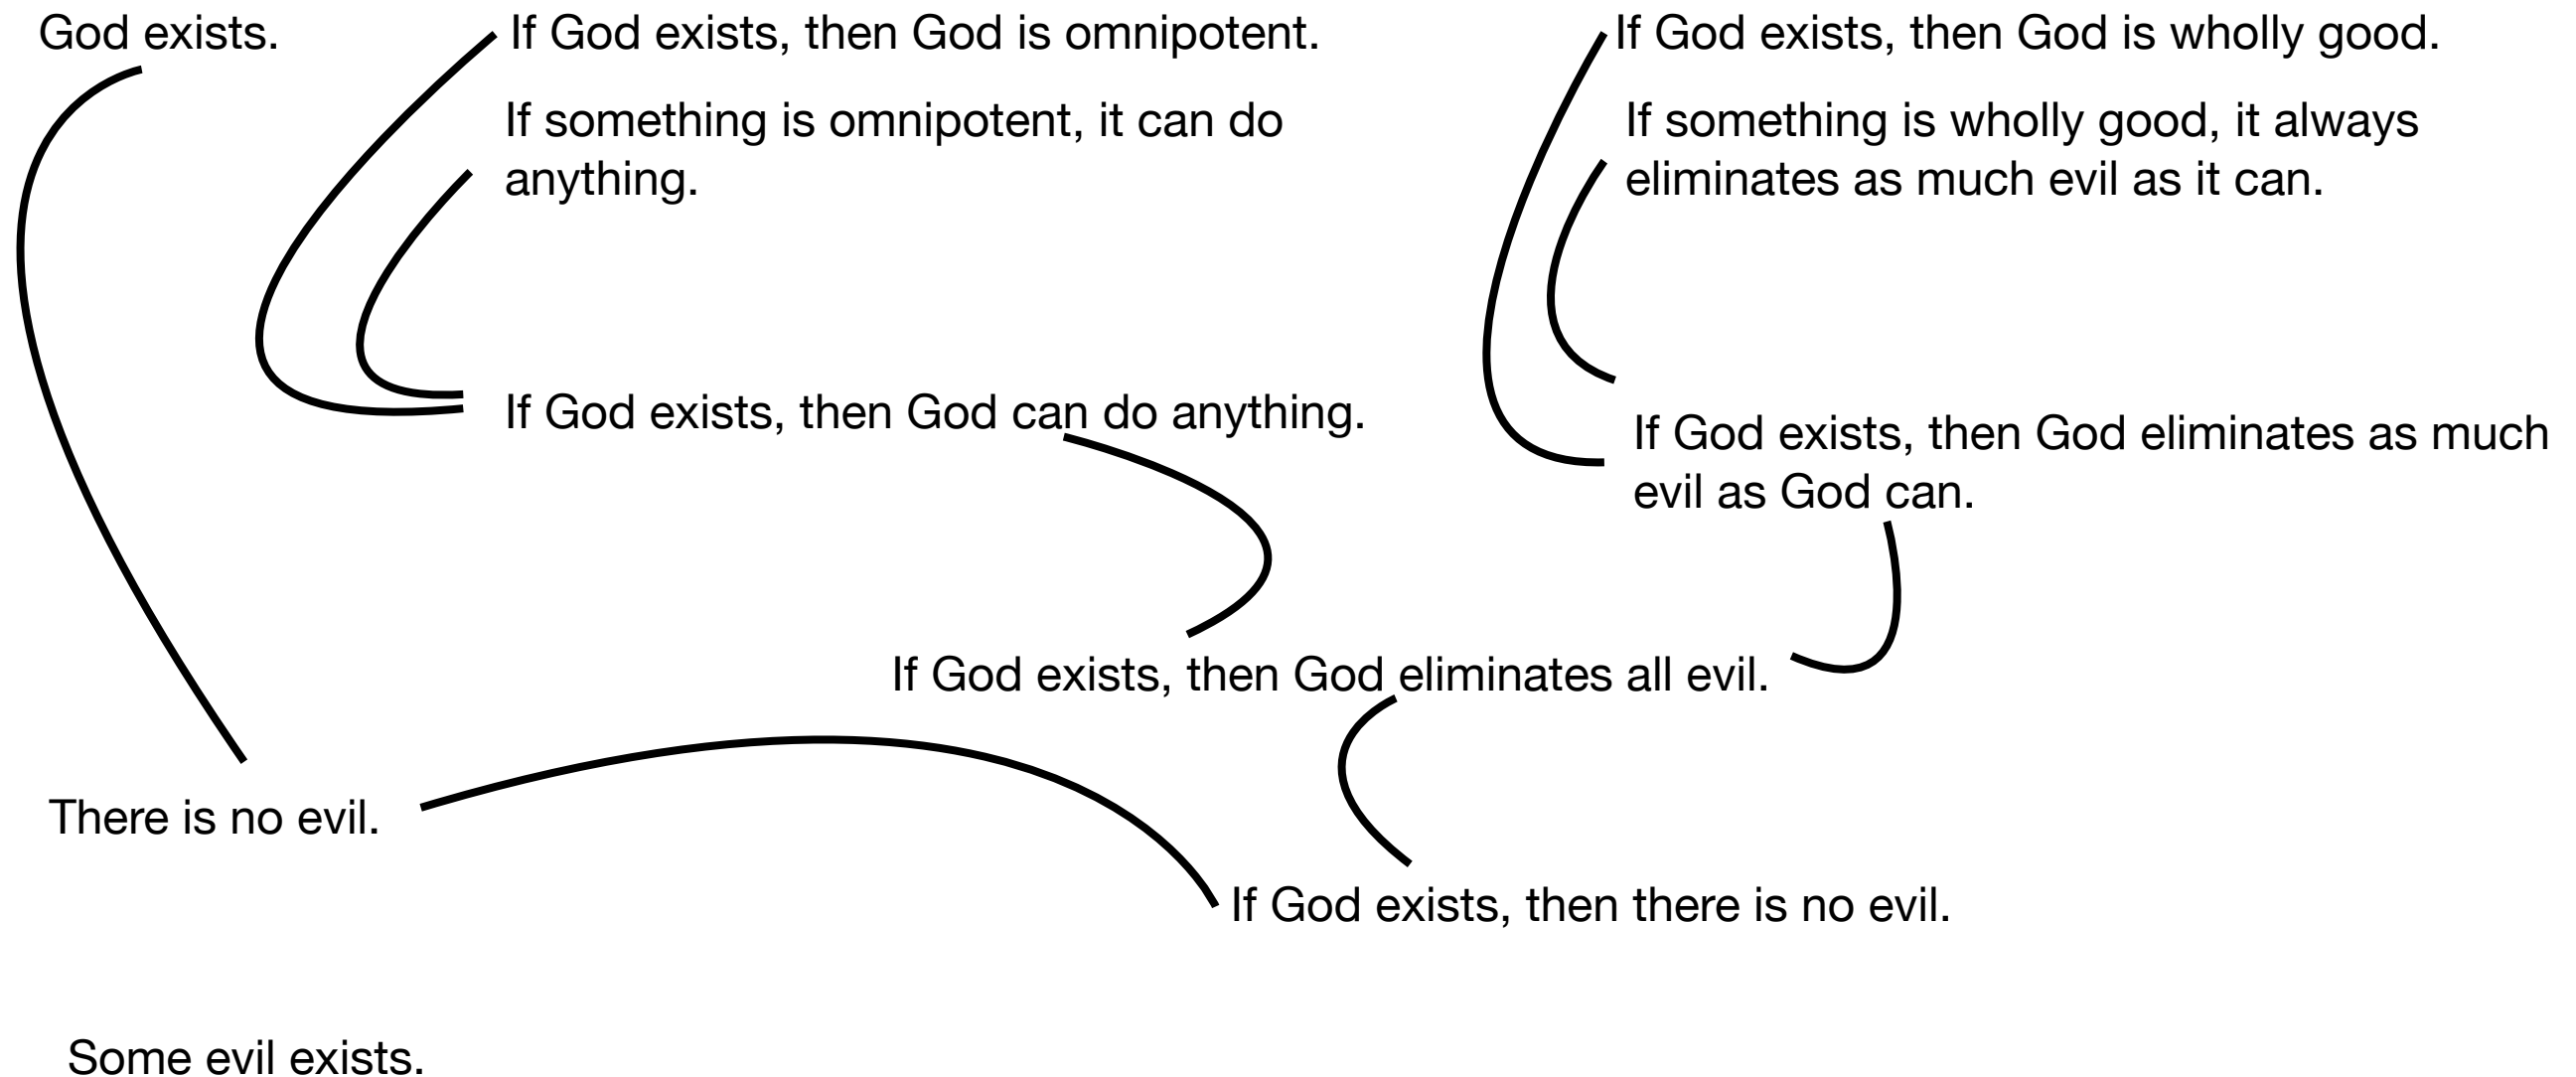 God exists.
If God exists, then God is omnipotent.
If God exists, then God is wholly good.
If something is omnipotent, it can do
anything.
If something is wholly good, it always
eliminates as much evil as it can.
If God exists, then God can do anything.
If God exists, then God eliminates as much
evil as God can.
If God exists, then God eliminates all evil.
There is no evil.
If God exists, then there is no evil.
Some evil exists.